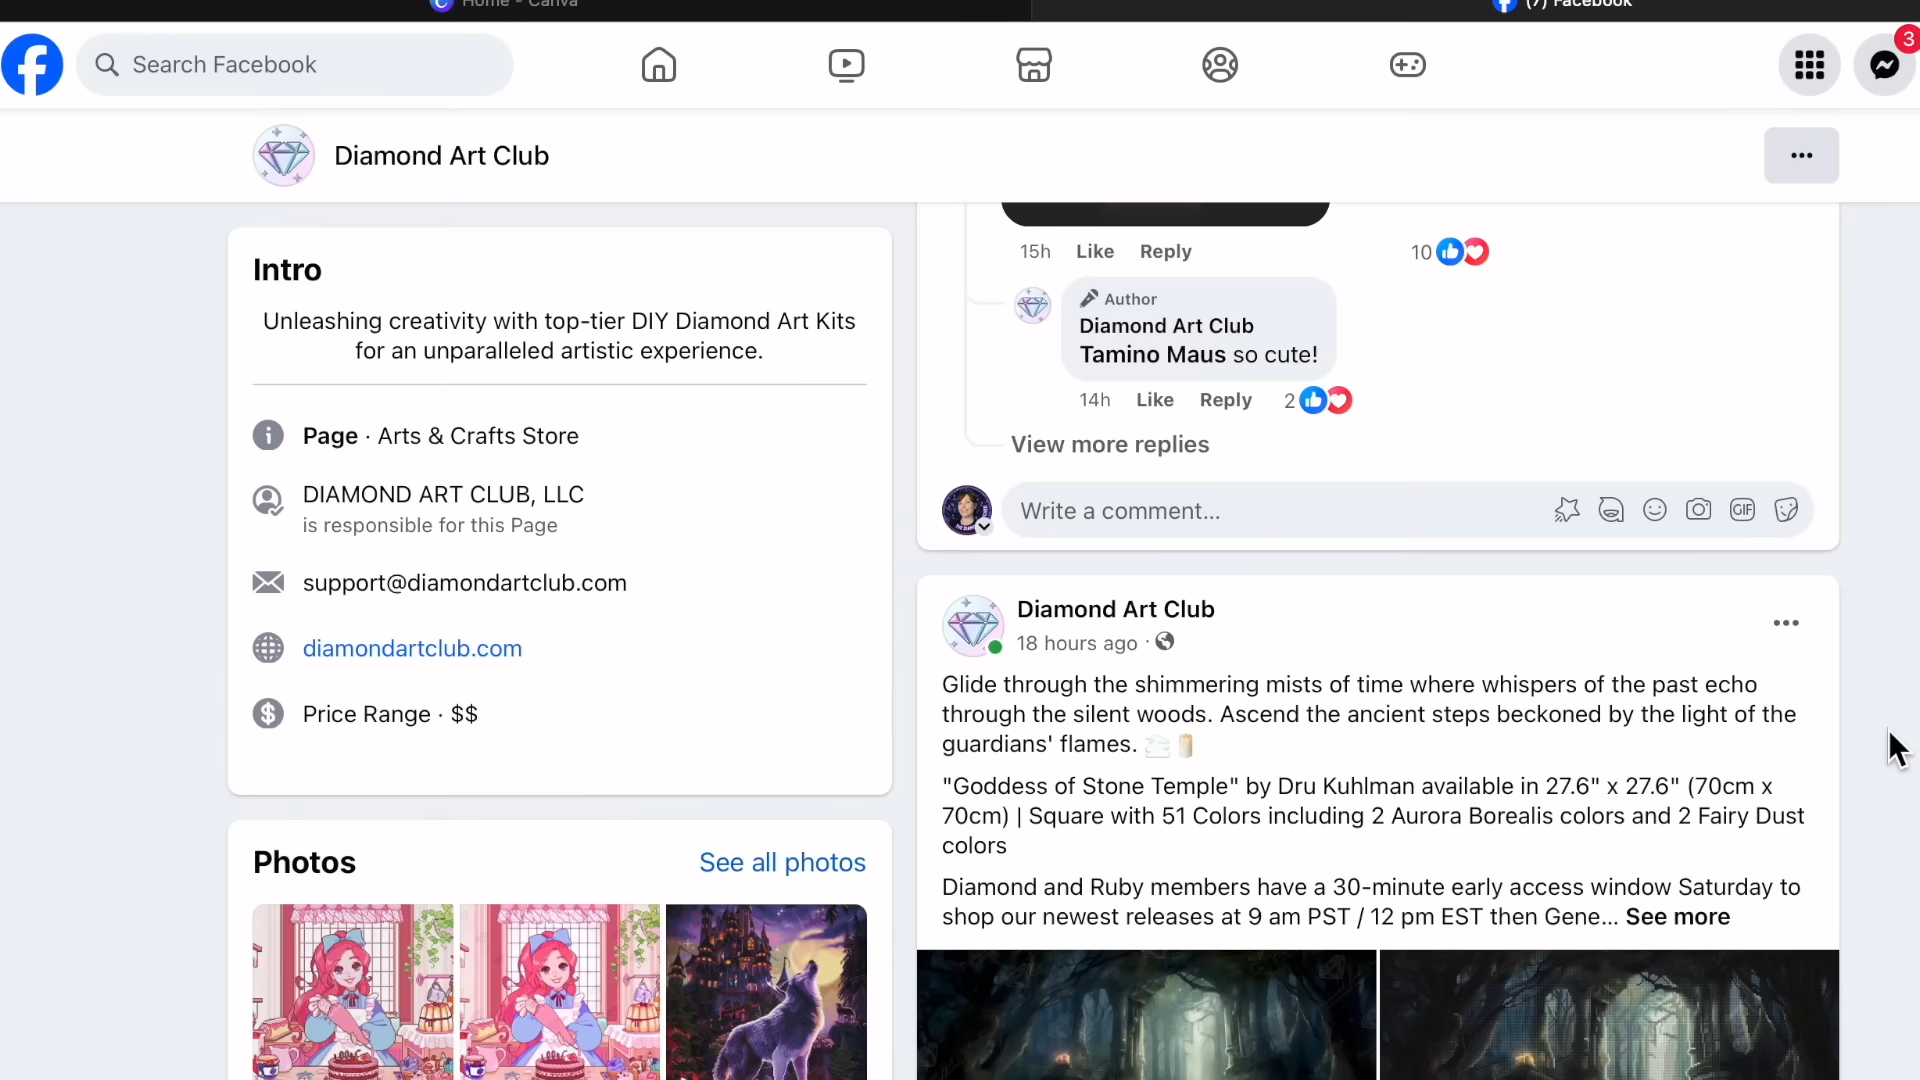 Home - Canva
(7) Facebook
Search Facebook
3
Diamond Art Club
Intro
Unleashing creativity with top-tier DIY Diamond Art Kits
for an unparalleled artistic experience.
Page · Arts & Crafts Store
DIAMOND ART CLUB, LLC
is responsible for this Page
support@diamondartclub.com
diamondartclub.com
Price Range · $$
Photos
See all photos
15h Like Reply 10
Author
Diamond Art Club
Tamino Maus so cute!
14h Like Reply 2
View more replies
Write a comment...
GIF
Diamond Art Club
18 hours ago ·
Glide through the shimmering mists of time where whispers of the past echo
through the silent woods. Ascend the ancient steps beckoned by the light of the
guardians' flames.
"Goddess of Stone Temple" by Dru Kuhlman available in 27.6" x 27.6" (70cm x
70cm) | Square with 51 Colors including 2 Aurora Borealis colors and 2 Fairy Dust
colors
Diamond and Ruby members have a 30-minute early access window Saturday to
shop our newest releases at 9 am PST / 12 pm EST then Gene... See more